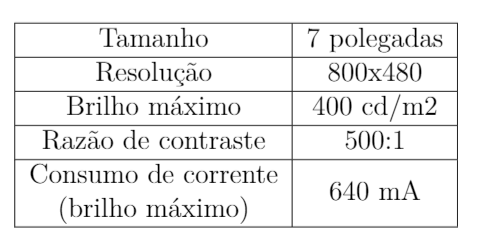 Tamanho 7 polegadas
Resolução 800x480
Brilho máximo 400 cd/m2
Razão de contraste 500:1
Consumo de corrente
(brilho máximo) 640 mA